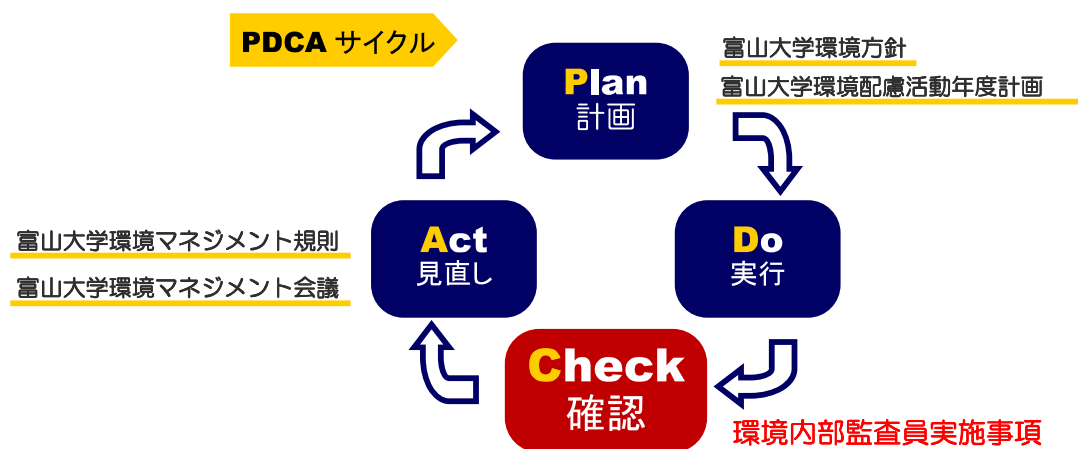 PDCA サイクル
Plan
計画
富山大学環境方針
富山大学環境配慮活動年度計画
Act
見直し
富山大学環境マネジメント規則
富山大学環境マネジメント会議
Do
実行
Check
確認
環境内部監査員実施事項